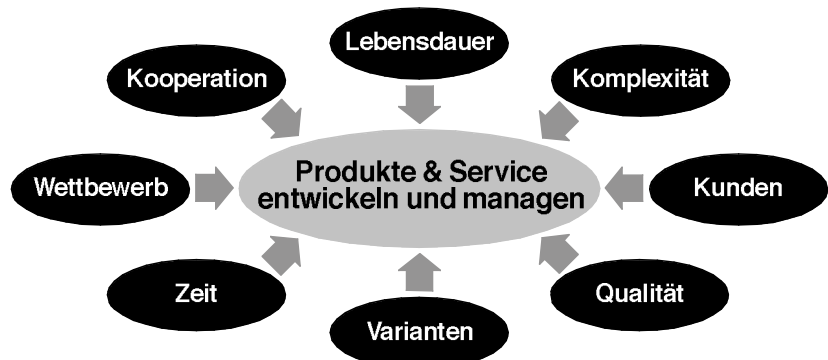 Lebensdauer
Kooperation
Komplexität
Produkte & Service
entwickeln und managen
Wettbewerb
Kunden
Zeit
Qualität
Varianten